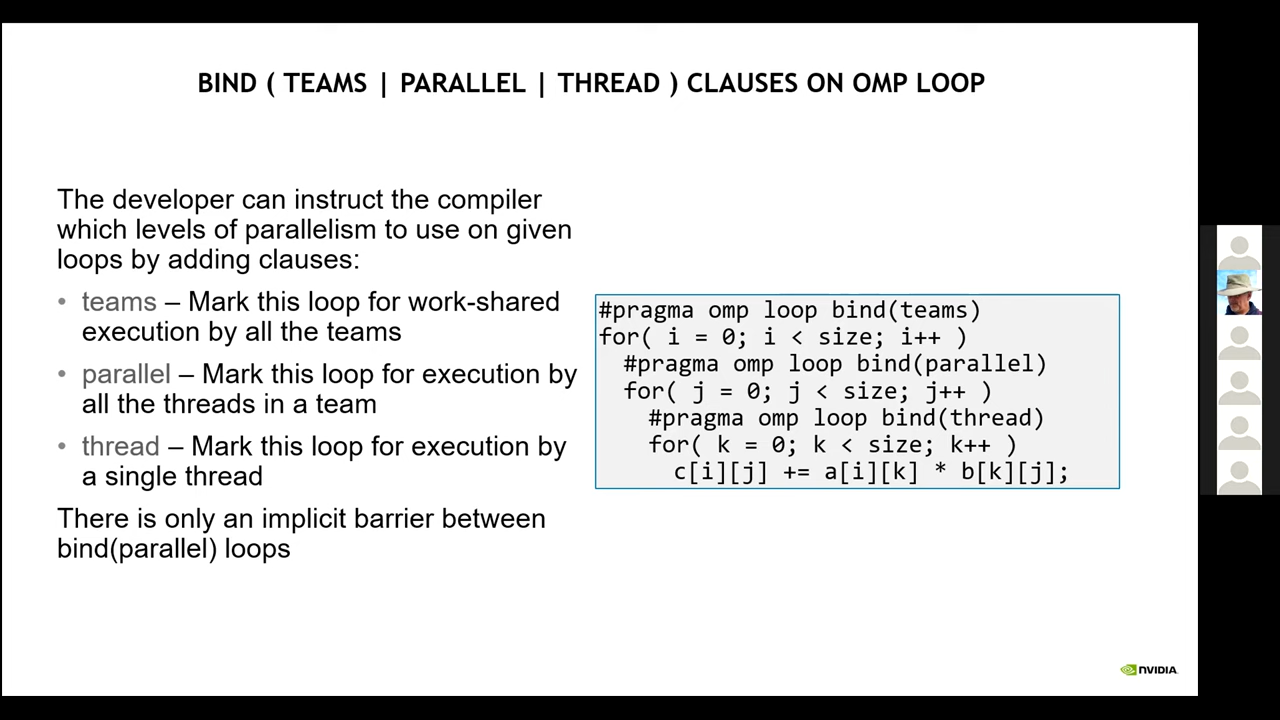 BIND ( TEAMS | PARALLEL | THREAD ) CLAUSES ON OMP LOOP
The developer can instruct the compiler
which levels of parallelism to use on given
loops by adding clauses:
• teams – Mark this loop for work-shared
execution by all the teams
• parallel – Mark this loop for execution by
all the threads in a team
• thread – Mark this loop for execution by
a single thread
There is only an implicit barrier between
bind(parallel) loops
#pragma omp loop bind(teams)
for( i = 0; i < size; i++ )
#pragma omp loop bind(parallel)
for( j = 0; j < size; j++ )
#pragma omp loop bind(thread)
for( k = 0; k < size; k++ )
c[i][j] += a[i][k] * b[k][j];
NVIDIA